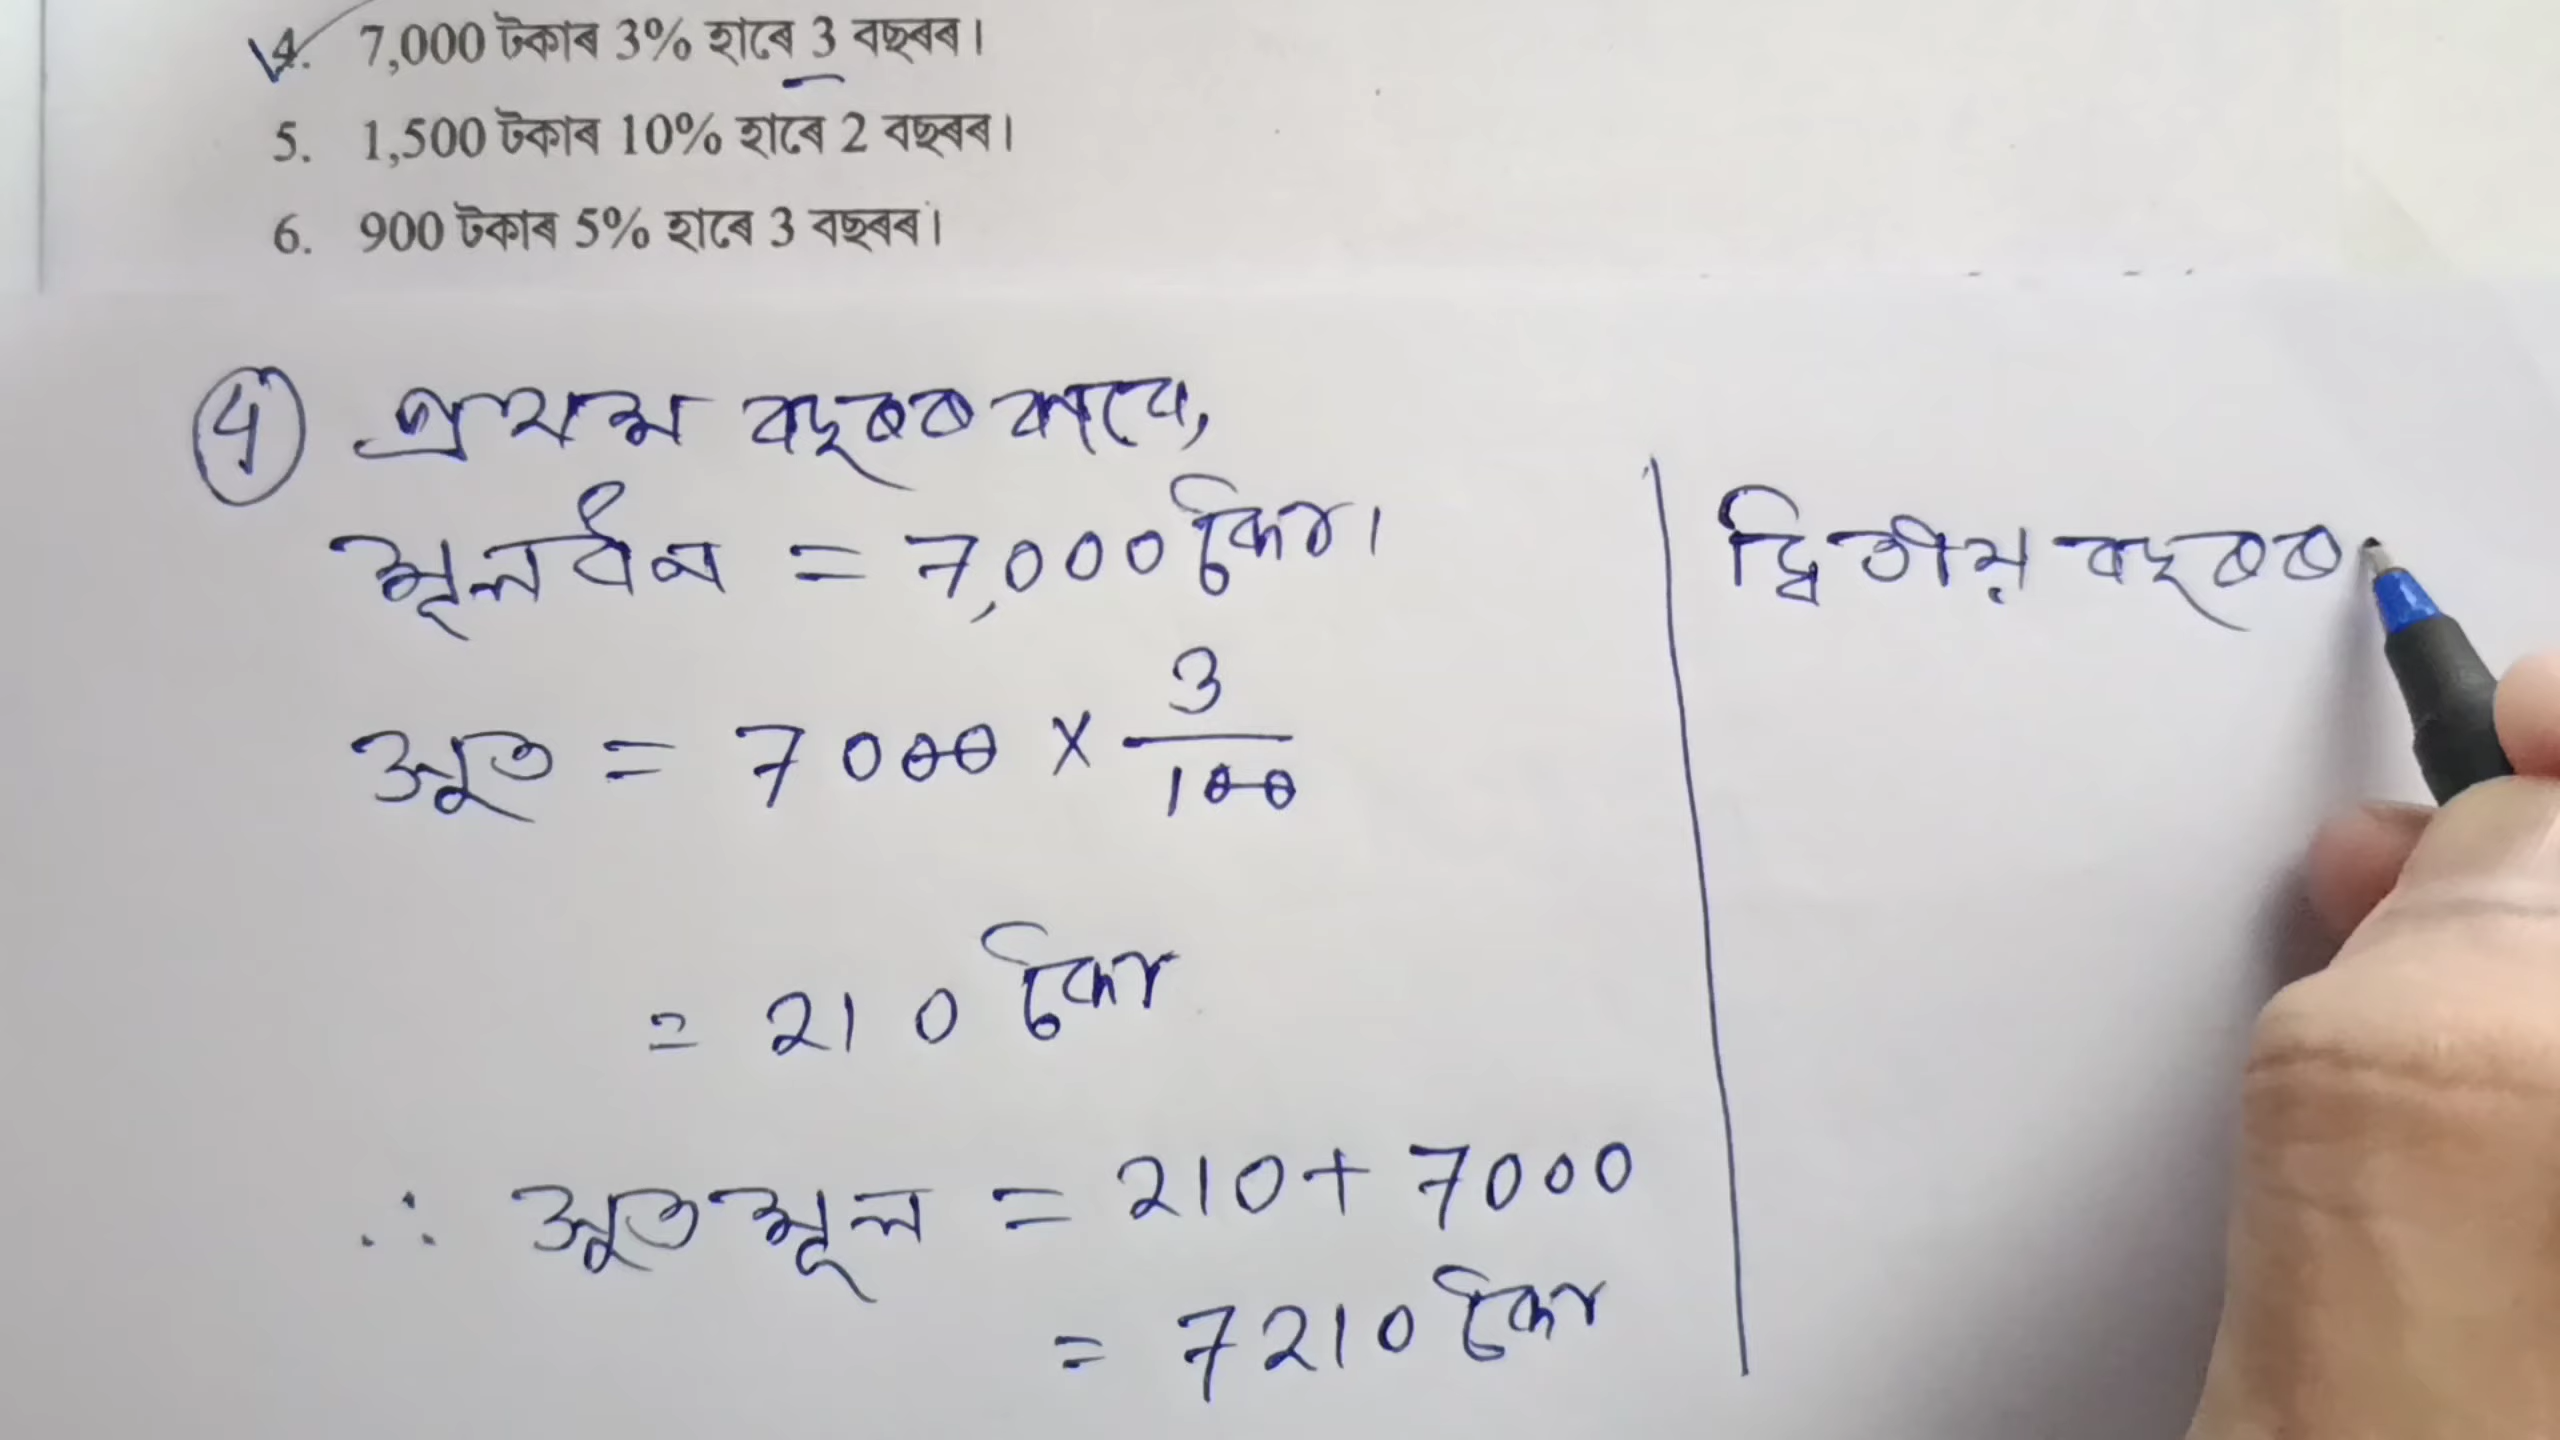 4. 7,000 টকাৰ 3% হাৰে 3 বছৰৰ।
5. 1,500 টকাৰ 10% হাৰে 2 বছৰৰ।
6. 900 টকাৰ 5% হাৰে 3 বছৰৰ।
4 প্ৰথম বছৰৰ বাবে,
মূলধন = 7,000 টকা।
সুত = 7000 × 3/100
= 210 টকা
∴ সুতমূল = 210 + 7000
= 7210 টকা
দ্বিতীয় বছৰৰ